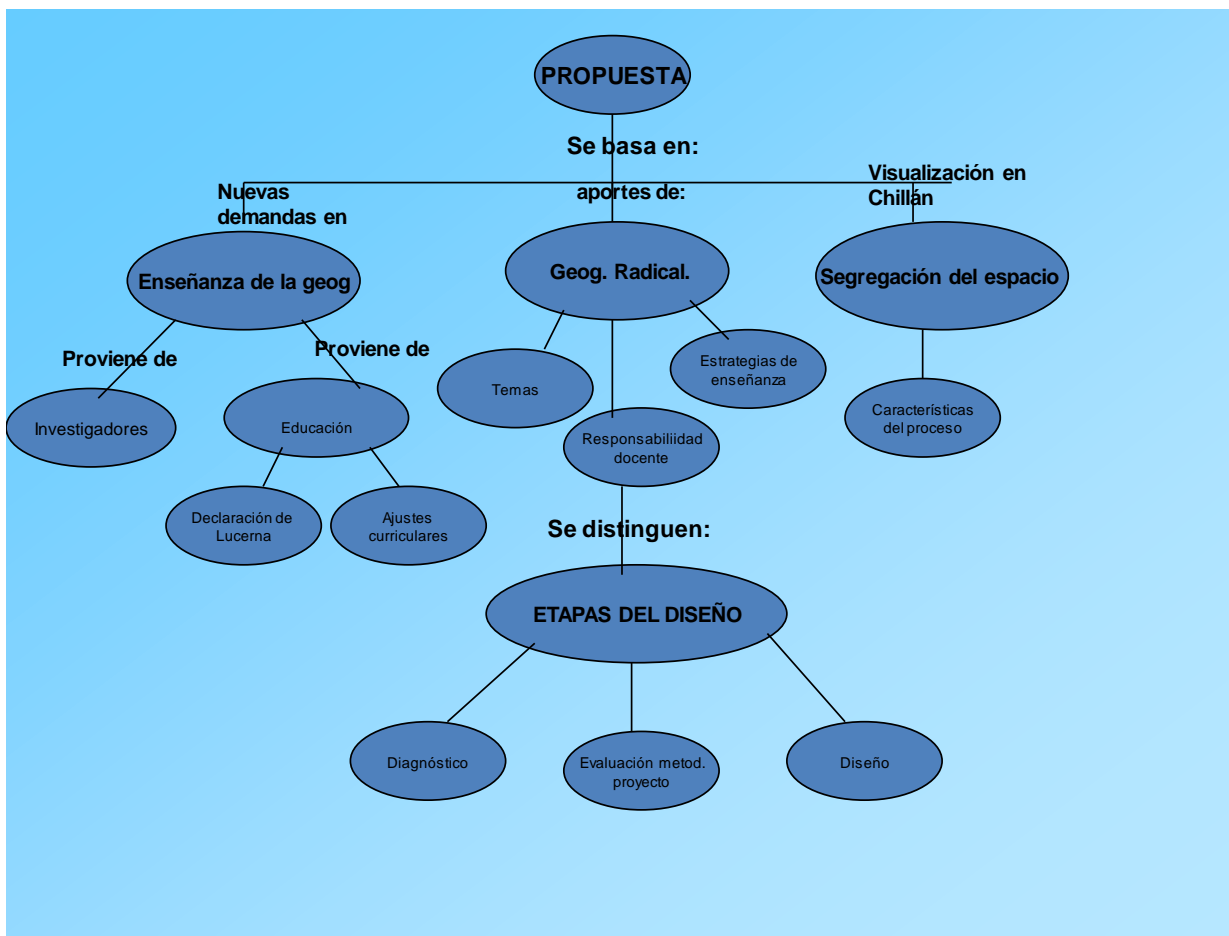 PROPUESTA
Se basa en:
Nuevas
demandas en
aportes de:
Visualización en
Chillán
Enseñanza de la geog
Geog. Radical.
Segregación del espacio
Proviene de
Proviene de
Temas
Estrategias de
enseñanza
Investigadores
Educación
Responsabiliidad
docente
Características
del proceso
Declaración de
Lucerna
Ajustes
curriculares
Se distinguen:
ETAPAS DEL DISEÑO
Diagnóstico
Evaluación metod.
proyecto
Diseño